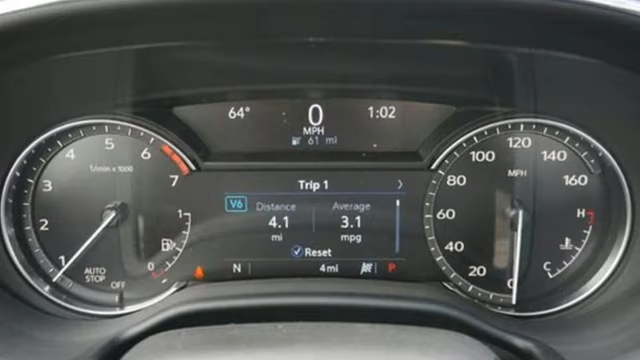 64° 0 1:02
MPH
61 mi
Trip 1
V6
Distance Average
4.1 3.1
mi mpg
Reset
N 4mi P
1 2 3 4 5 6 7
1/min x 1000
AUTO
STOP
OFF
1
0
0 20 40 60 80 100 120 140 160
MPH
H
C